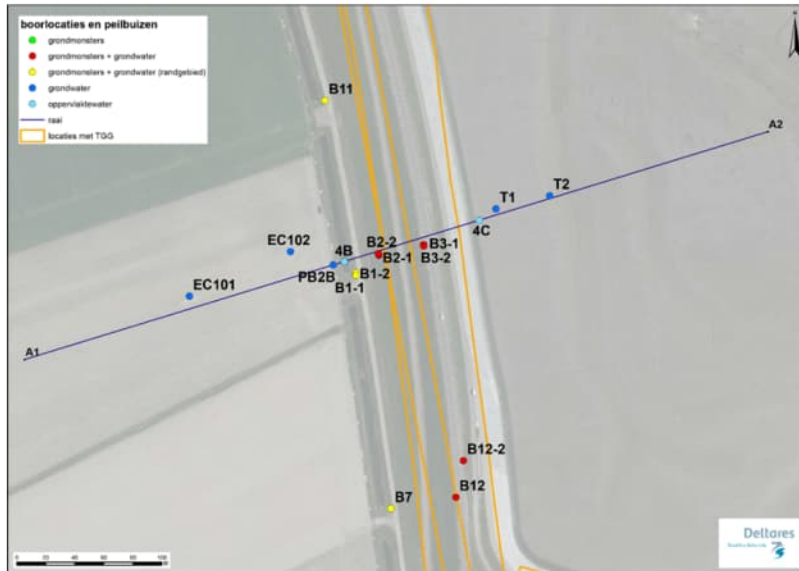 boorlocaties en peilbuizen
grondmonsters
grondmonsters + grondwater
grondmonsters + grondwater (randgebied)
grondwater
oppervlaktewater
raai
locaties met TGG
B11
A2
T1
T2
4C
EC102
4B
B2-2
B2-1
B3-1
B3-2
PB2B
B1-2
B1-1
EC101
A1
B12-2
B12
B7
Deltares